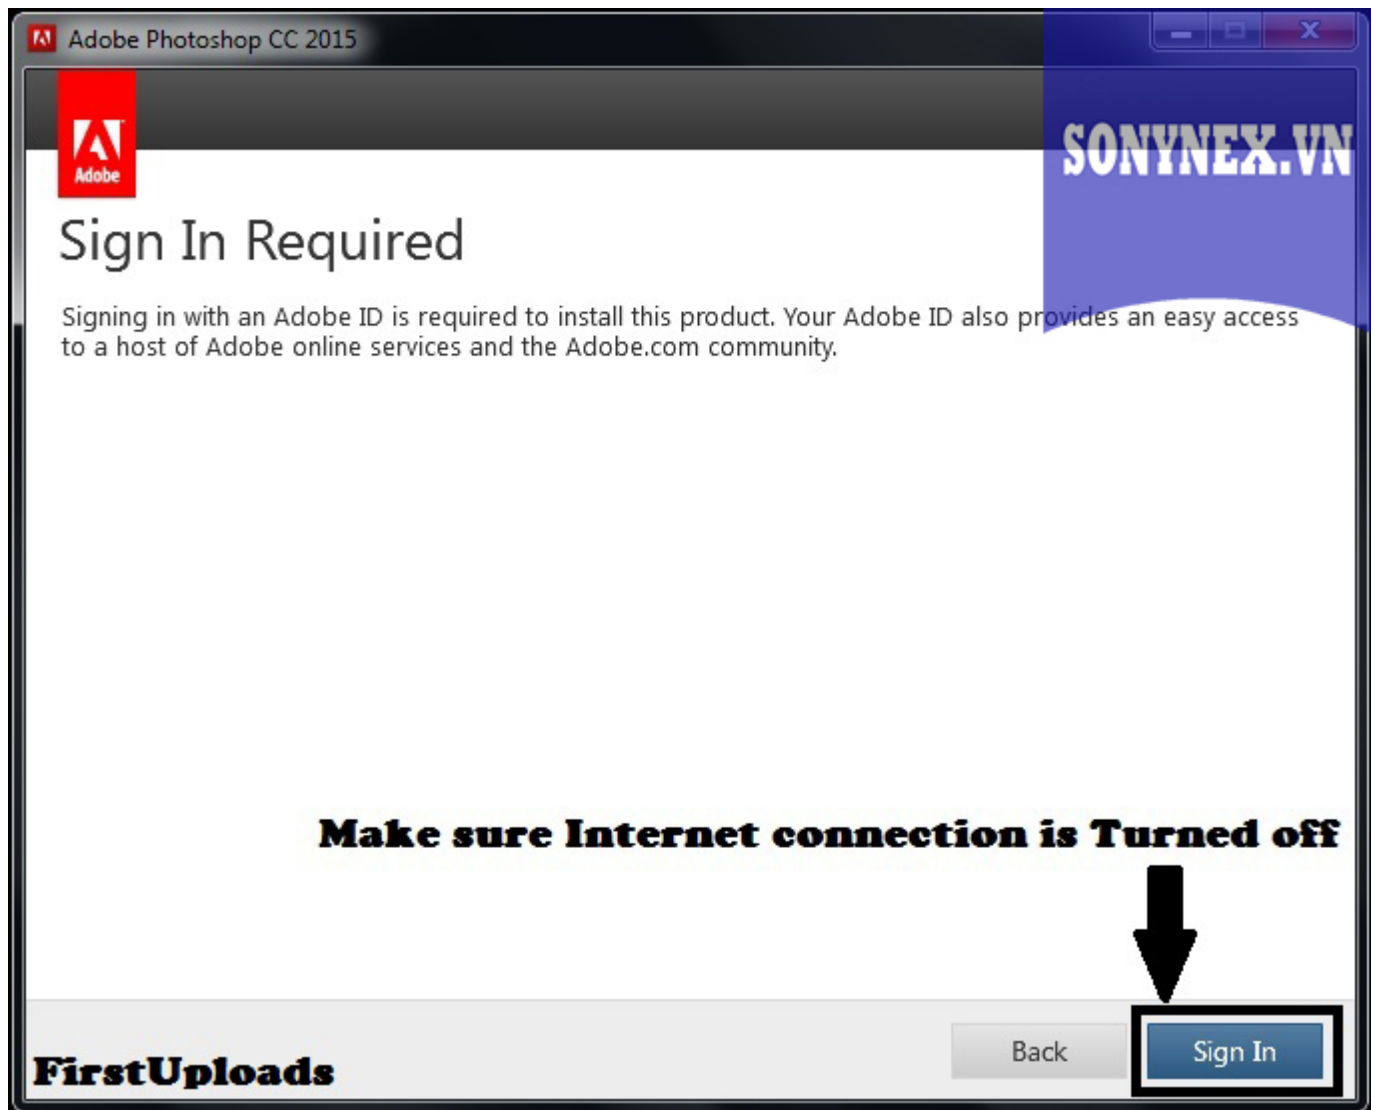 Adobe Photoshop CC 2015
SONYNEX.VN
Adobe
Sign In Required
Signing in with an Adobe ID is required to install this product. Your Adobe ID also provides an easy access
to a host of Adobe online services and the Adobe.com community.
Make sure Internet connection is Turned off
Back
Sign In
FirstUploads